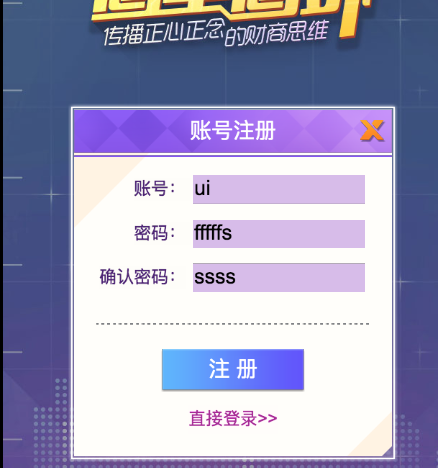 传播正心正念的财商思维
账号注册
X
账号： ui
密码： fffffs
确认密码： ssss
注 册
直接登录>>